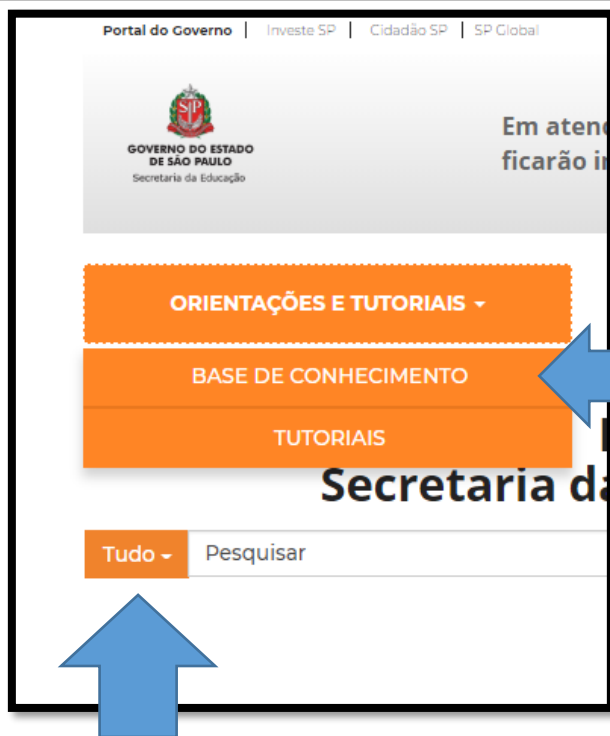 Portal do Governo | Investe SP | Cidadão SP | SP Global
SP
GOVERNO DO ESTADO
DE SÃO PAULO
Secretaria da Educação
Em
ficarão
ORIENTAÇÕES E TUTORIAIS
BASE DE CONHECIMENTO
TUTORIAIS
Secretaria
Tudo
Pesquisar